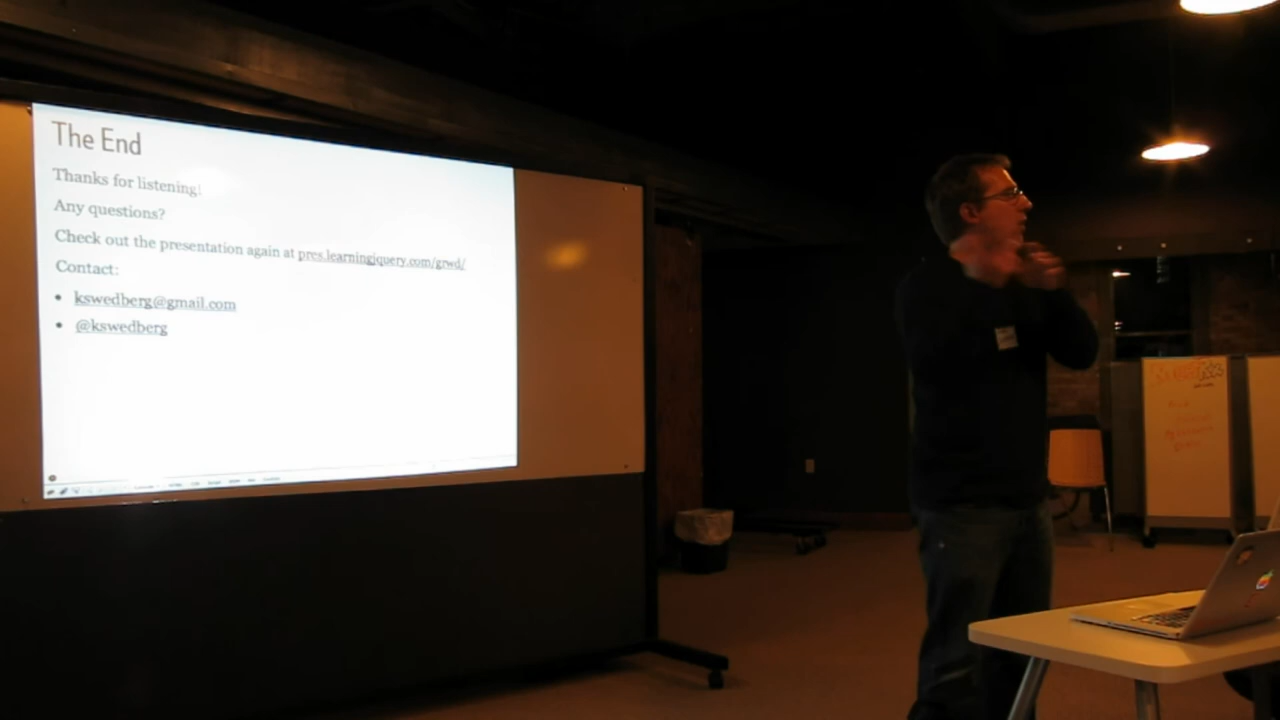 The End
Thanks for listening!
Any questions?
Check out the presentation again at pres.learningjquery.com/grwd/
Contact:
• kswedberg@gmail.com
• @kswedberg